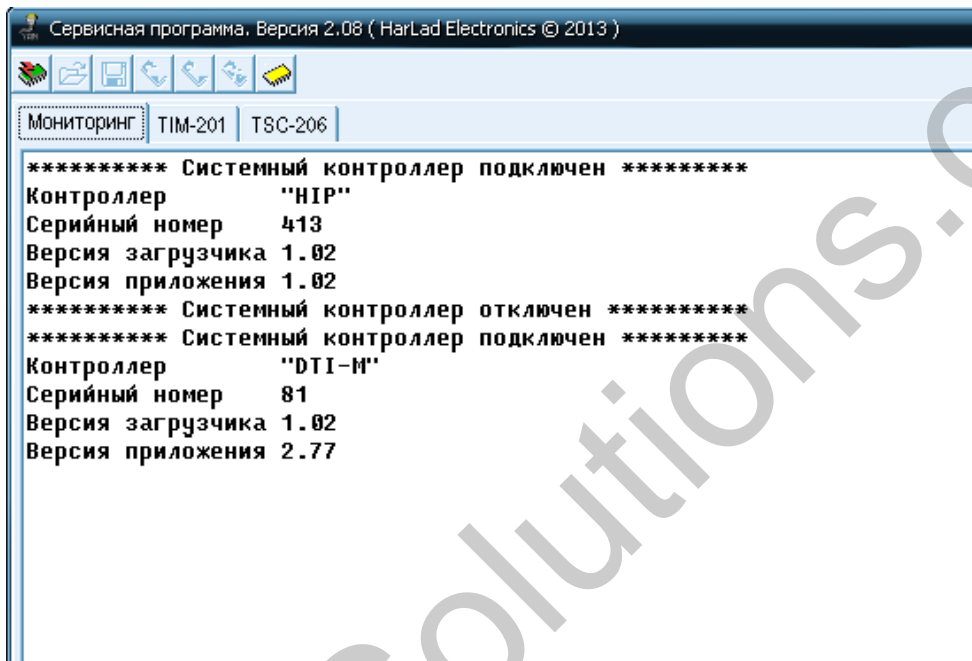 Сервисная программа. Версия 2.08 ( HarLad Electronics © 2013 )
Мониторинг TIM-201 TSC-206
********** Системный контроллер подключен *********
Контроллер "HIP"
Серийный номер 413
Версия загрузчика 1.02
Версия приложения 1.02
********** Системный контроллер отключен **********
********** Системный контроллер подключен *********
Контроллер "DTI-M"
Серийный номер 81
Версия загрузчика 1.02
Версия приложения 2.77
olutions.